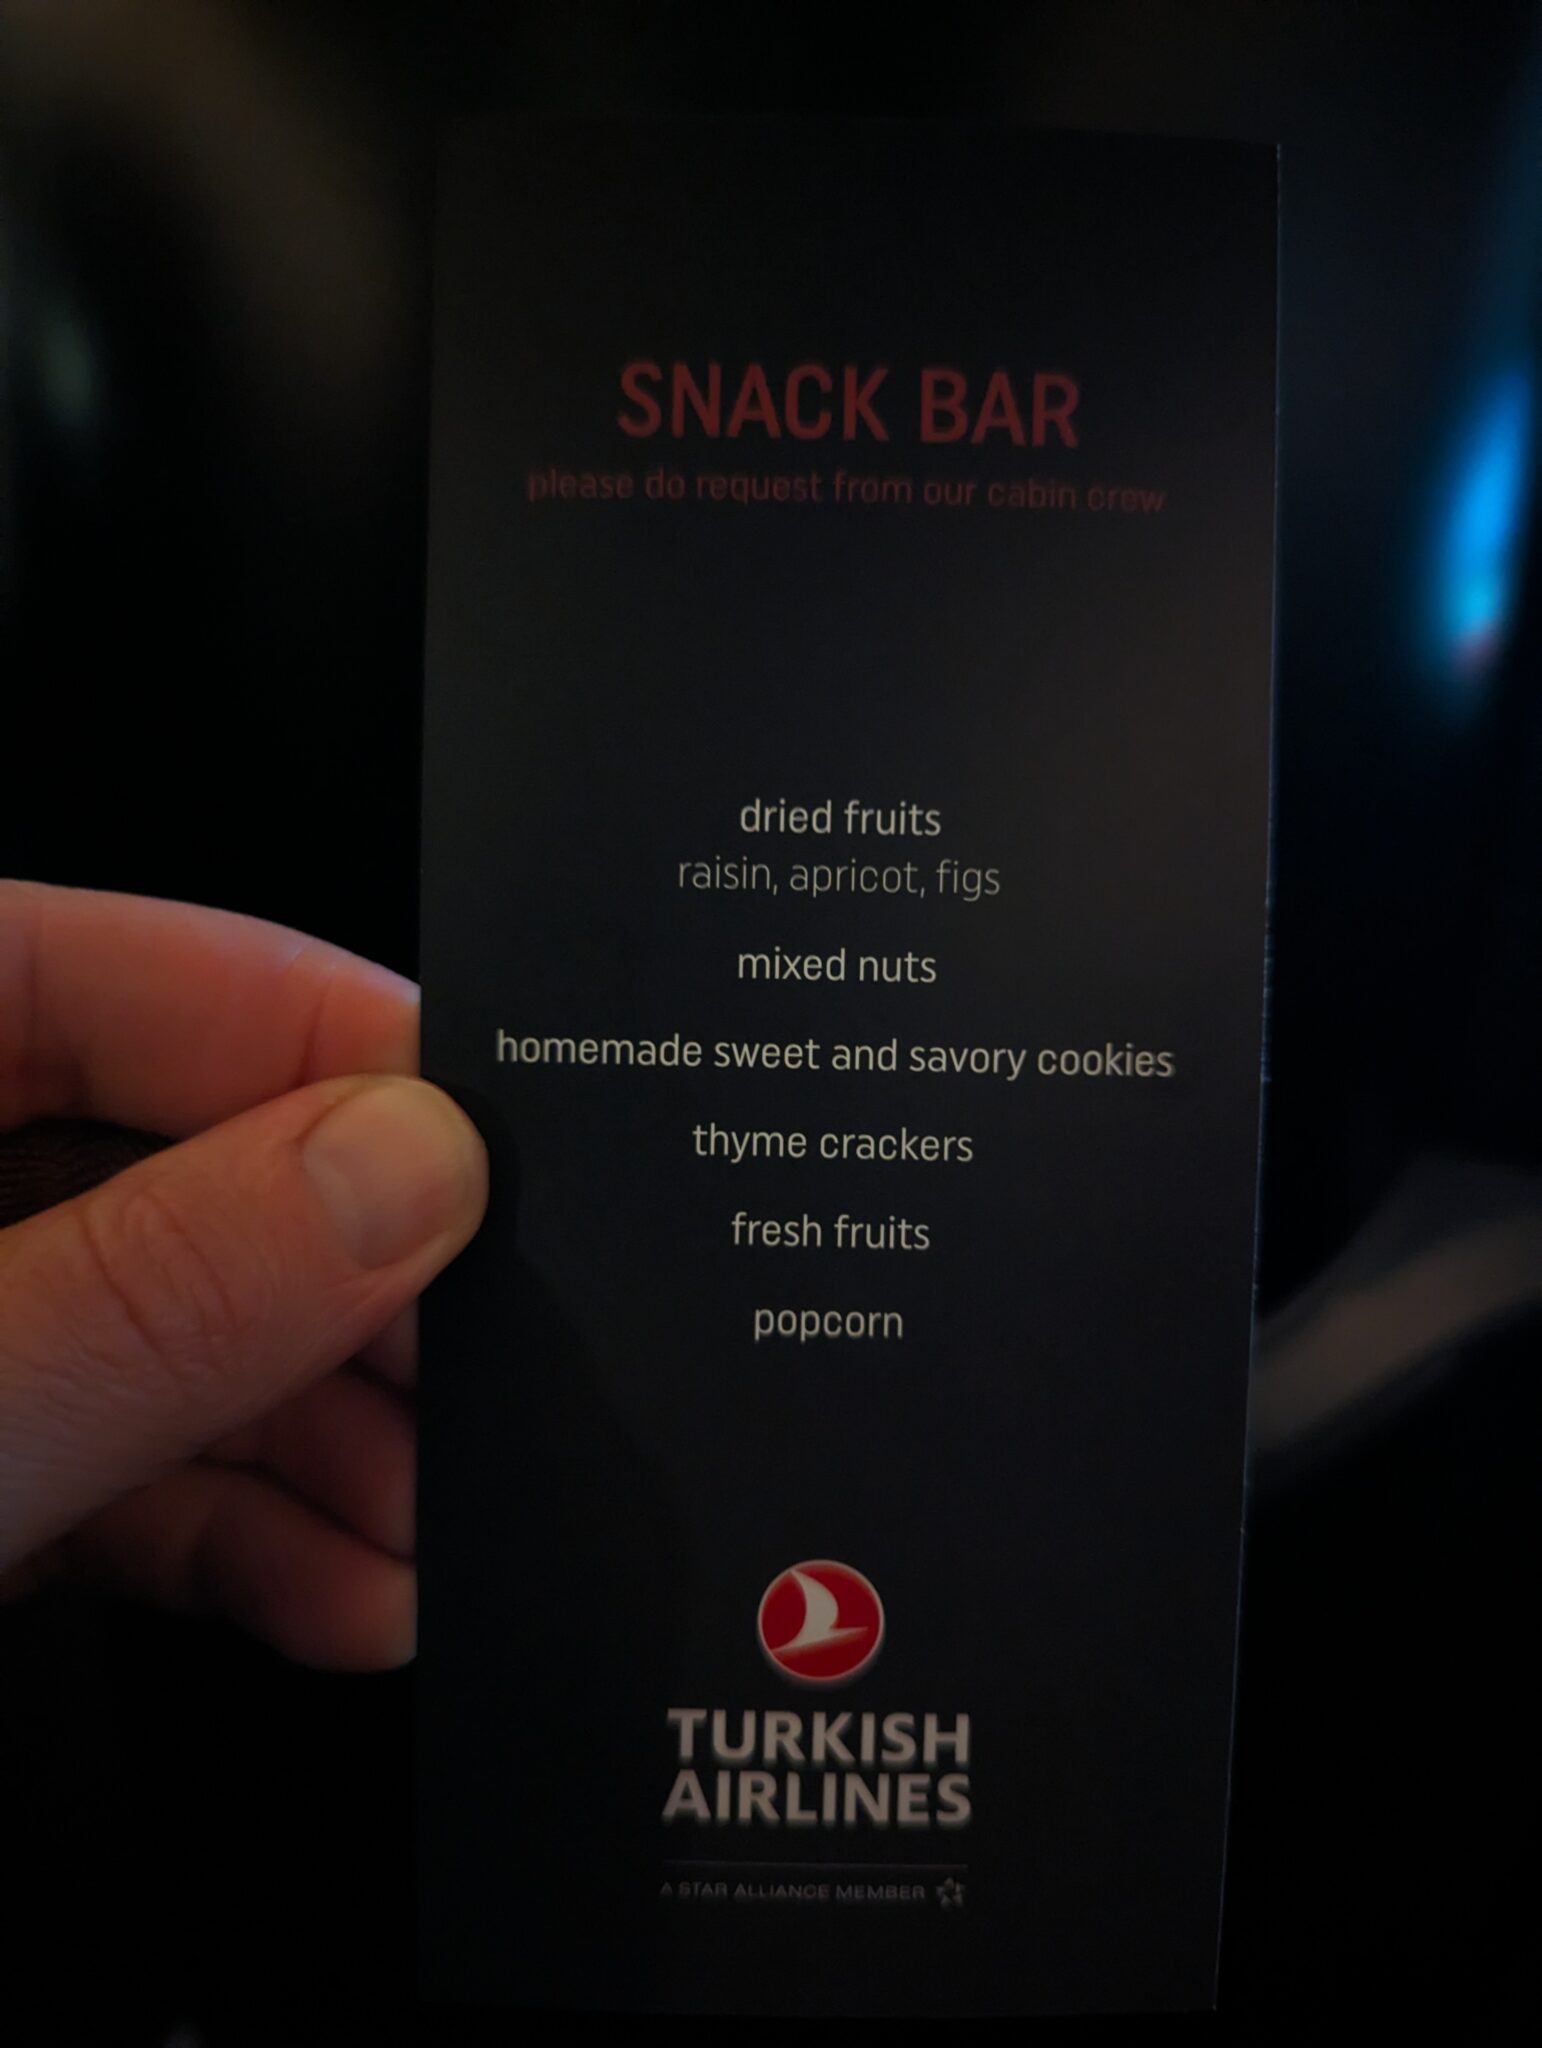 SNACK BAR
please do request from our cabin crew
dried fruits
raisin, apricot, figs
mixed nuts
homemade sweet and savory cookies
thyme crackers
fresh fruits
popcorn
TURKISH
AIRLINES
A STAR ALLIANCE MEMBER